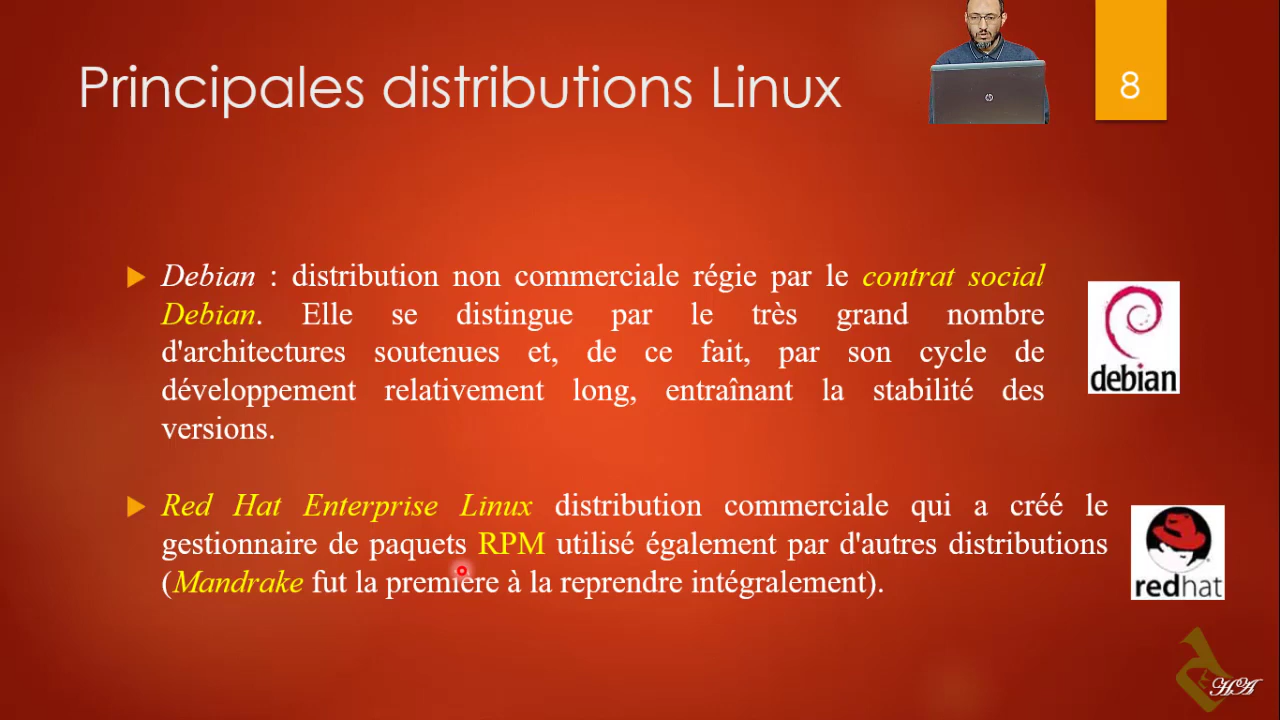 Principales distributions Linux
8
Debian : distribution non commerciale régie par le contrat social
Debian. Elle se distingue par le très grand nombre
d'architectures soutenues et, de ce fait, par son cycle de
développement relativement long, entraînant la stabilité des
versions.
debian
Red Hat Enterprise Linux distribution commerciale qui a créé le
gestionnaire de paquets RPM utilisé également par d'autres distributions
(Mandrake fut la première à la reprendre intégralement).
redhat
HA